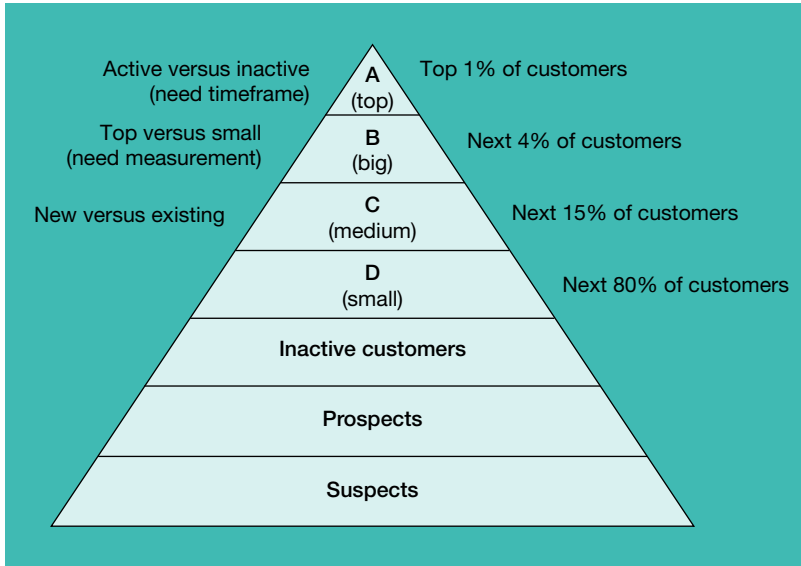 Active versus inactive
(need timeframe)
A
(top)
Top 1% of customers
Top versus small
(need measurement)
B
(big)
Next 4% of customers
New versus existing
C
(medium)
Next 15% of customers
D
(small)
Next 80% of customers
Inactive customers
Prospects
Suspects